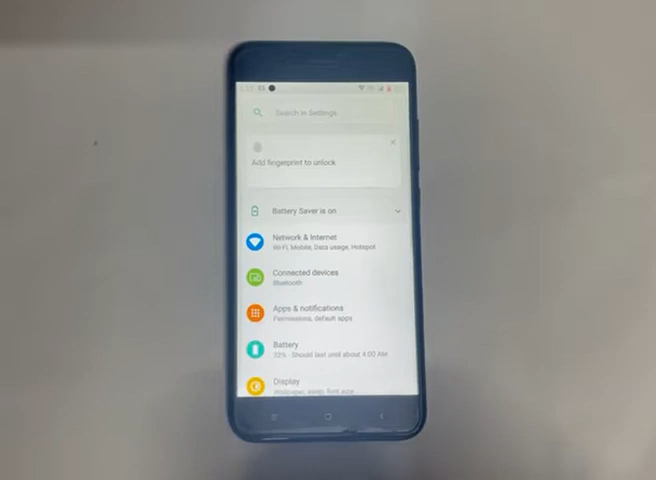 Search in Settings
Add fingerprint to unlock
Battery Saver is on
Network & Internet
Wi-Fi, Mobile, Data usage, Hotspot
Connected devices
Bluetooth
Apps & notifications
Permissions, default apps
Battery
22% - Should last until about 4:00 AM
Display
Wallpaper, sleep, font size